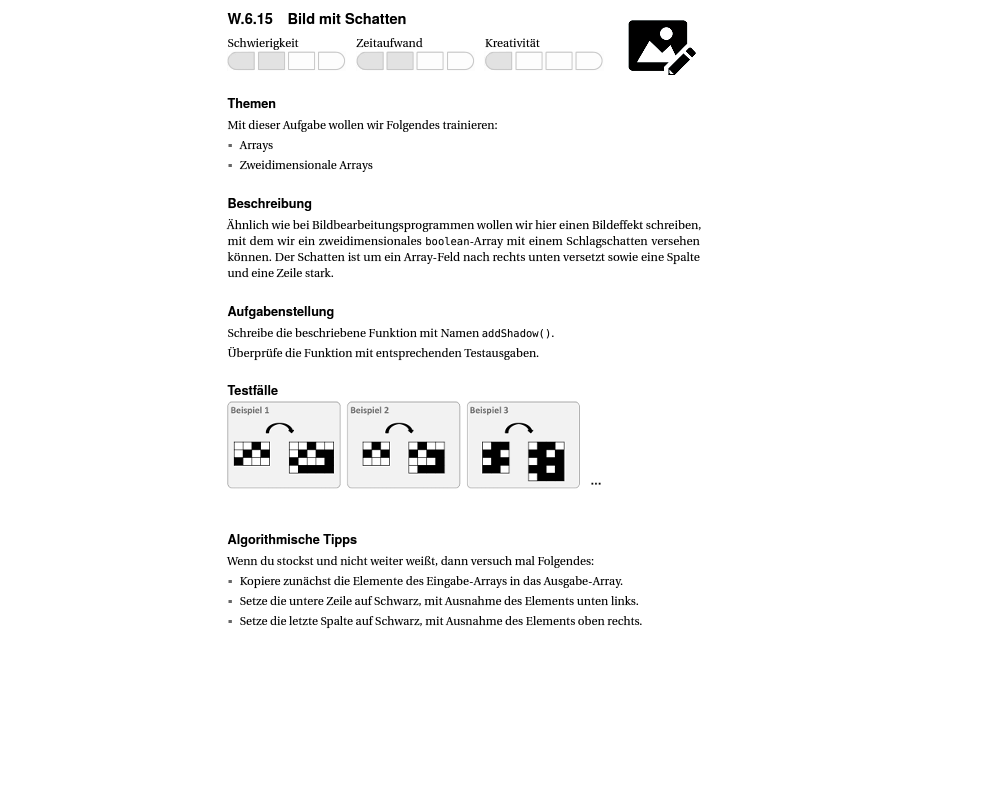 W.6.15 Bild mit Schatten
Schwierigkeit Zeitaufwand Kreativität
Themen
Mit dieser Aufgabe wollen wir Folgendes trainieren:
▪ Arrays
▪ Zweidimensionale Arrays
Beschreibung
Ähnlich wie bei Bildbearbeitungsprogrammen wollen wir hier einen Bildeffekt schreiben,
mit dem wir ein zweidimensionales boolean-Array mit einem Schlagschatten versehen
können. Der Schatten ist um ein Array-Feld nach rechts unten versetzt sowie eine Spalte
und eine Zeile stark.
Aufgabenstellung
Schreibe die beschriebene Funktion mit Namen addShadow().
Überprüfe die Funktion mit entsprechenden Testausgaben.
Testfälle
Beispiel 1 Beispiel 2 Beispiel 3
...
Algorithmische Tipps
Wenn du stockst und nicht weiter weißt, dann versuch mal Folgendes:
▪ Kopiere zunächst die Elemente des Eingabe-Arrays in das Ausgabe-Array.
▪ Setze die untere Zeile auf Schwarz, mit Ausnahme des Elements unten links.
▪ Setze die letzte Spalte auf Schwarz, mit Ausnahme des Elements oben rechts.